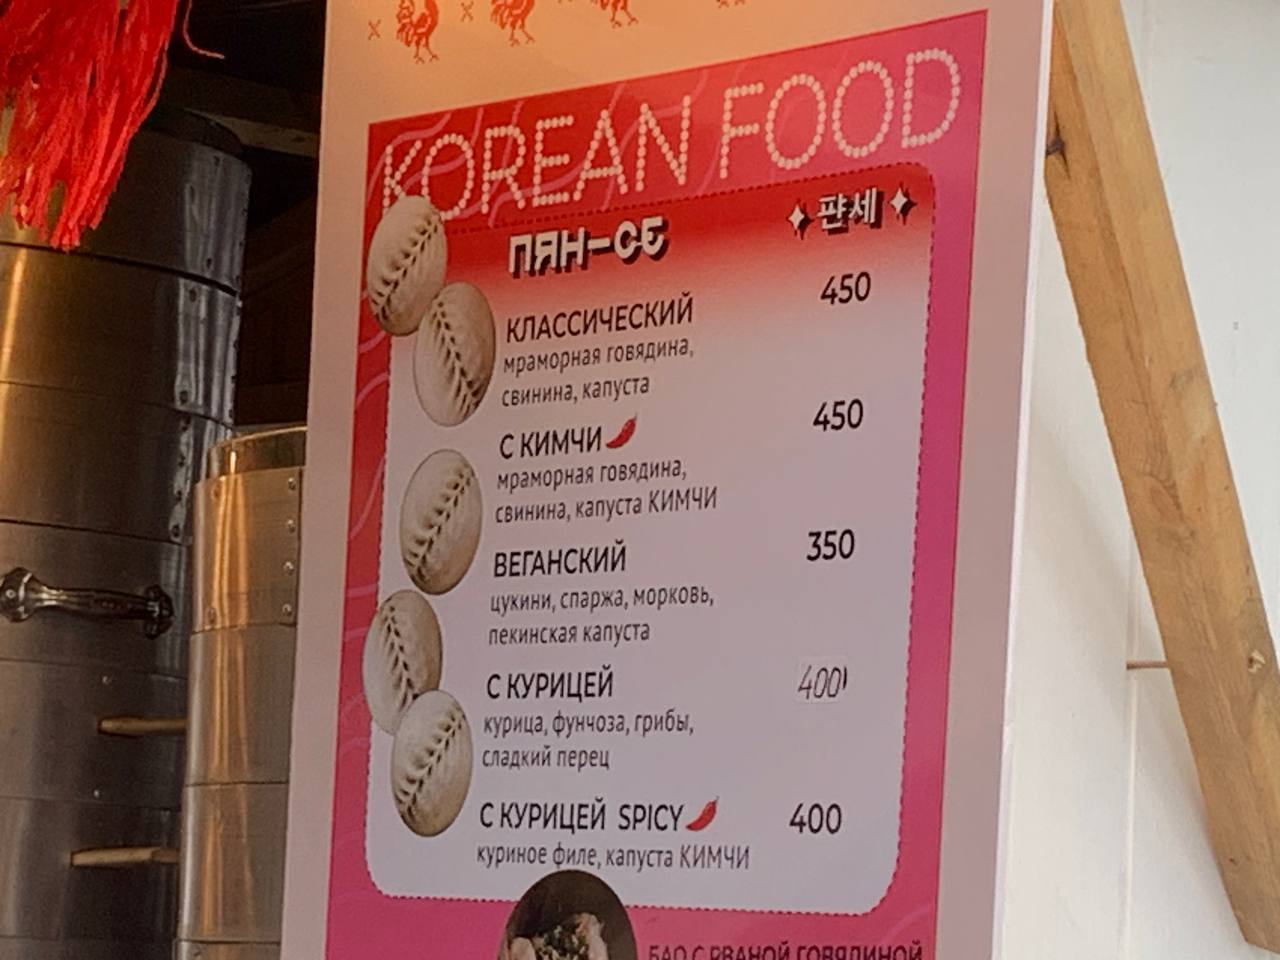 KOREAN FOOD
ПЯН-СЕ
퍈세
КЛАССИЧЕСКИЙ 450
мраморная говядина,
свинина, капуста
С КИМЧИ 450
мраморная говядина,
свинина, капуста КИМЧИ
ВЕГАНСКИЙ 350
цукини, спаржа, морковь,
пекинская капуста
С КУРИЦЕЙ 400
курица, фунчоза, грибы,
сладкий перец
С КУРИЦЕЙ SPICY 400
куриное филе, капуста КИМЧИ
БАО С РВАНОЙ ГОВЯДИНОЙ